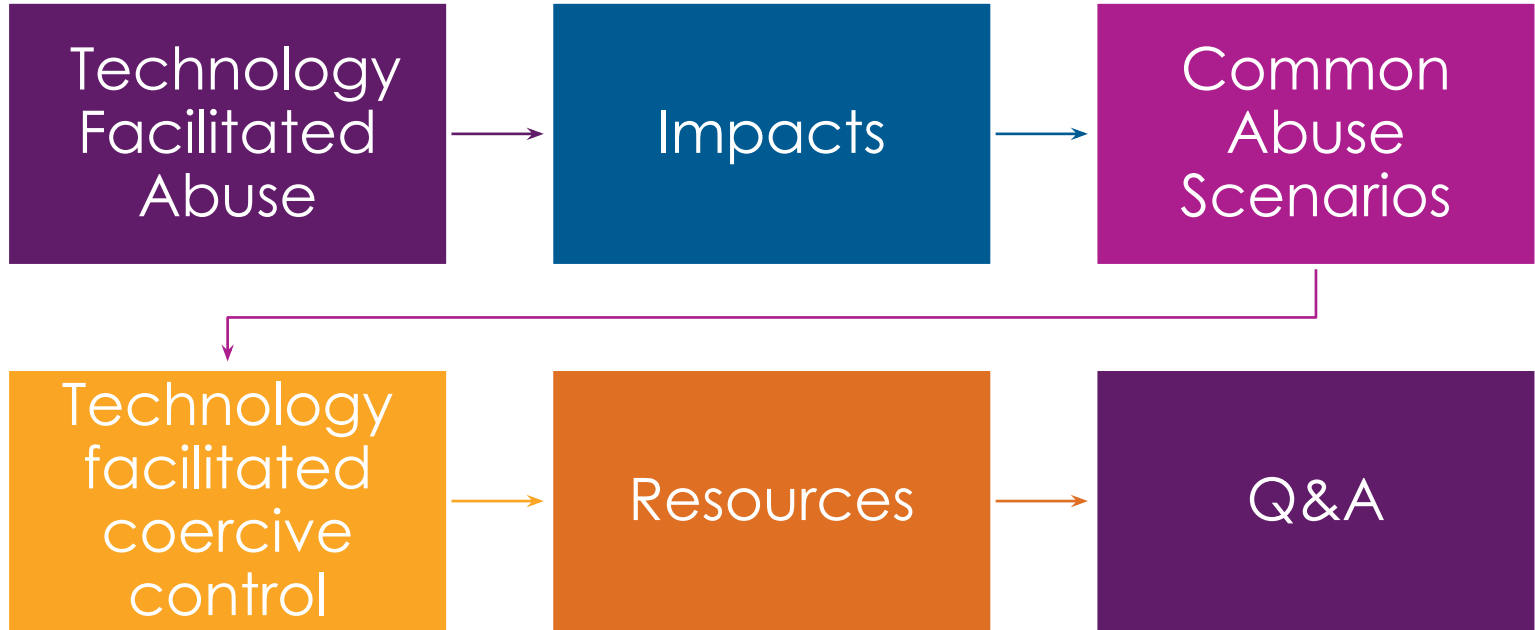 Technology
Facilitated
Abuse
Impacts
Common
Abuse
Scenarios
Technology
facilitated
coercive
control
Resources
Q&A